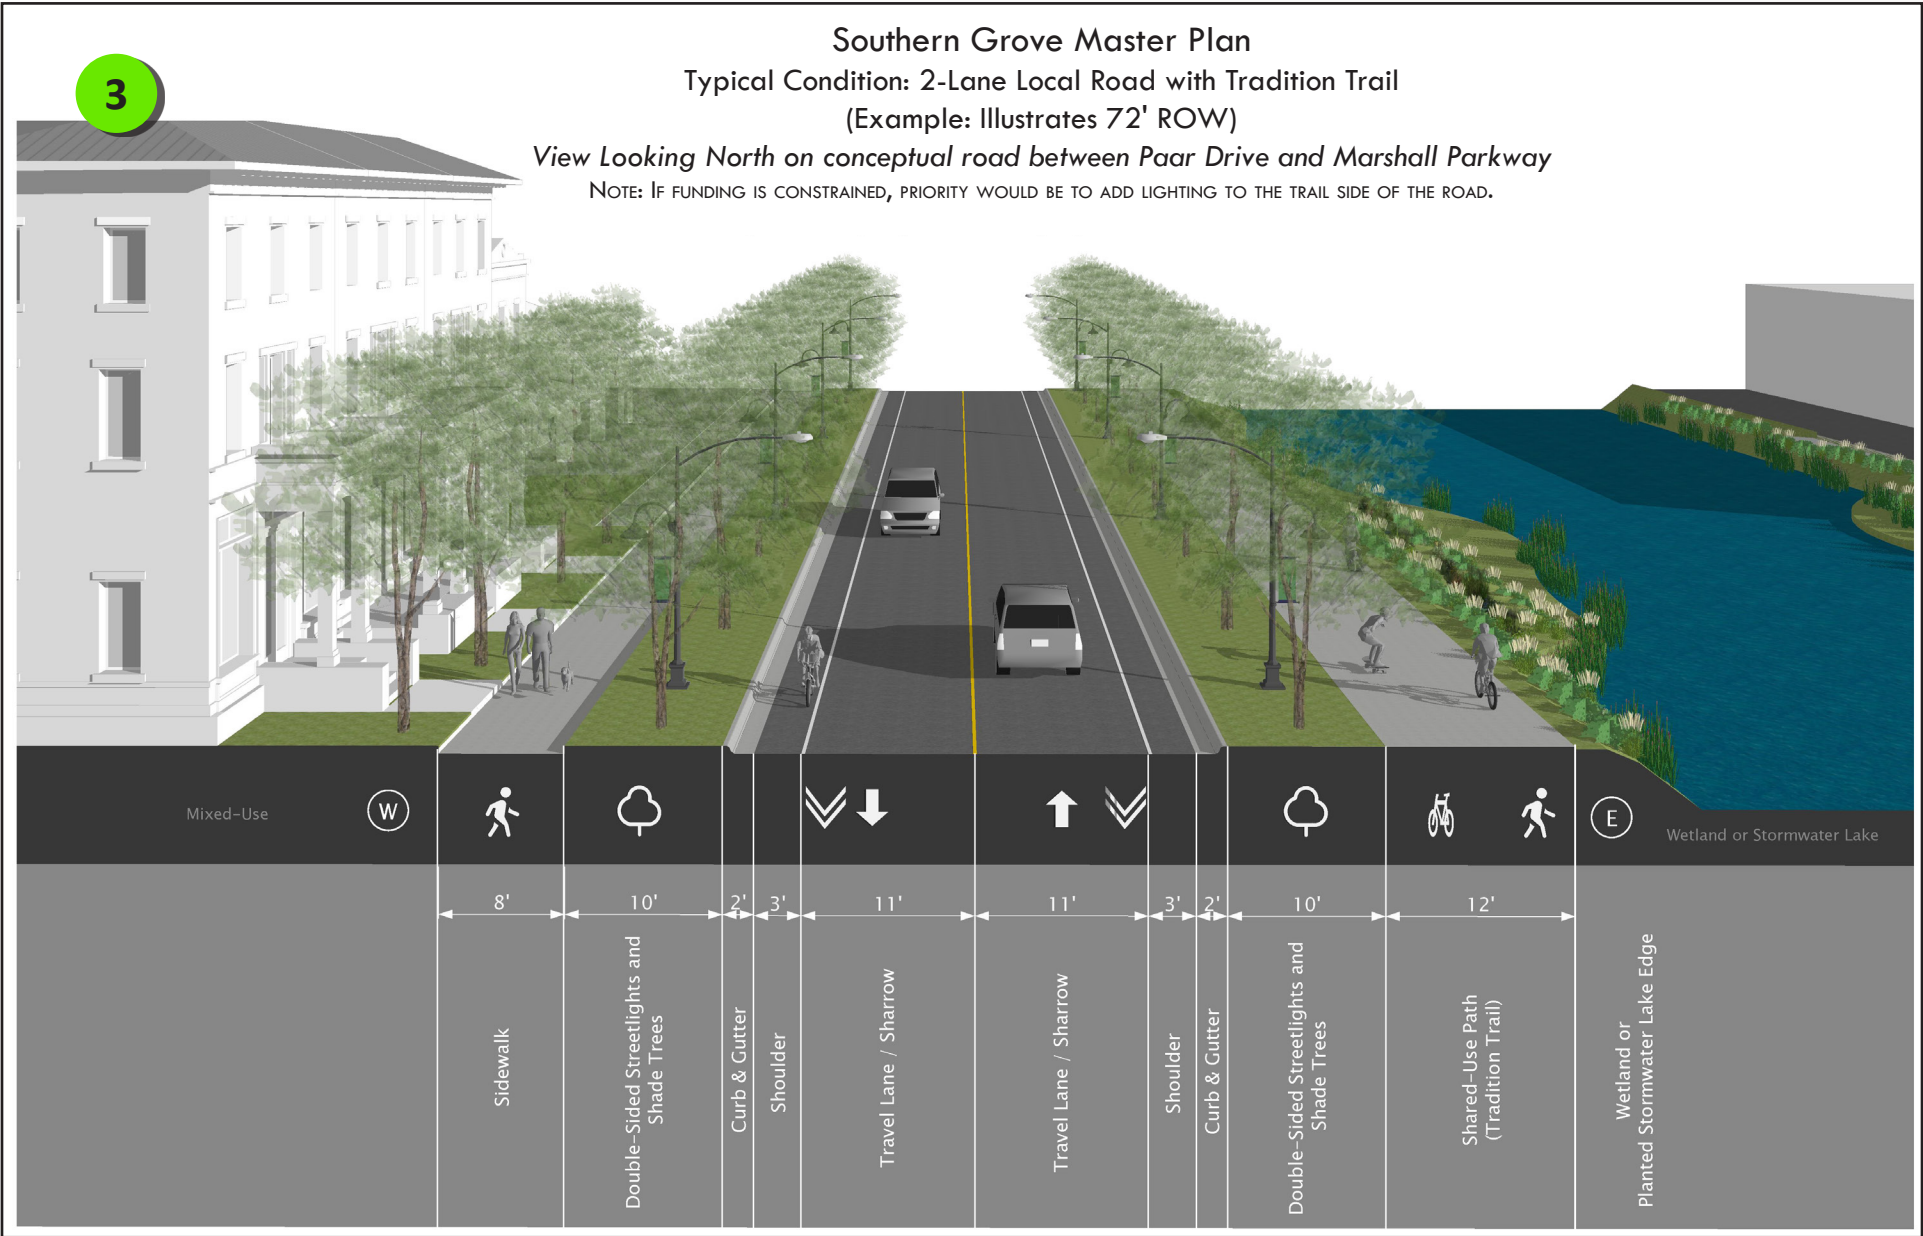 3
Southern Grove Master Plan
Typical Condition: 2-Lane Local Road with Tradition Trail
(Example: Illustrates 72' ROW)
View Looking North on conceptual road between Paar Drive and Marshall Parkway
NOTE: IF FUNDING IS CONSTRAINED, PRIORITY WOULD BE TO ADD LIGHTING TO THE TRAIL SIDE OF THE ROAD.
Mixed-Use
W
E
Wetland or Stormwater Lake
8'
10'
2'
3'
11'
11'
3'
2'
10'
12'
Sidewalk
Double-Sided Streetlights and
Shade Trees
Curb & Gutter
Shoulder
Travel Lane / Sharrow
Travel Lane / Sharrow
Shoulder
Curb & Gutter
Double-Sided Streetlights and
Shade Trees
Shared-Use Path
(Tradition Trail)
Wetland or
Planted Stormwater Lake Edge